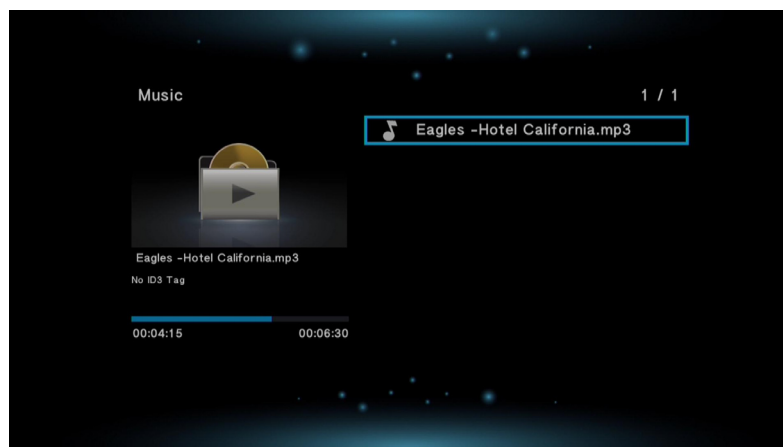 Music
1 / 1
Eagles -Hotel California.mp3
Eagles -Hotel California.mp3
No ID3 Tag
00:04:15 00:06:30